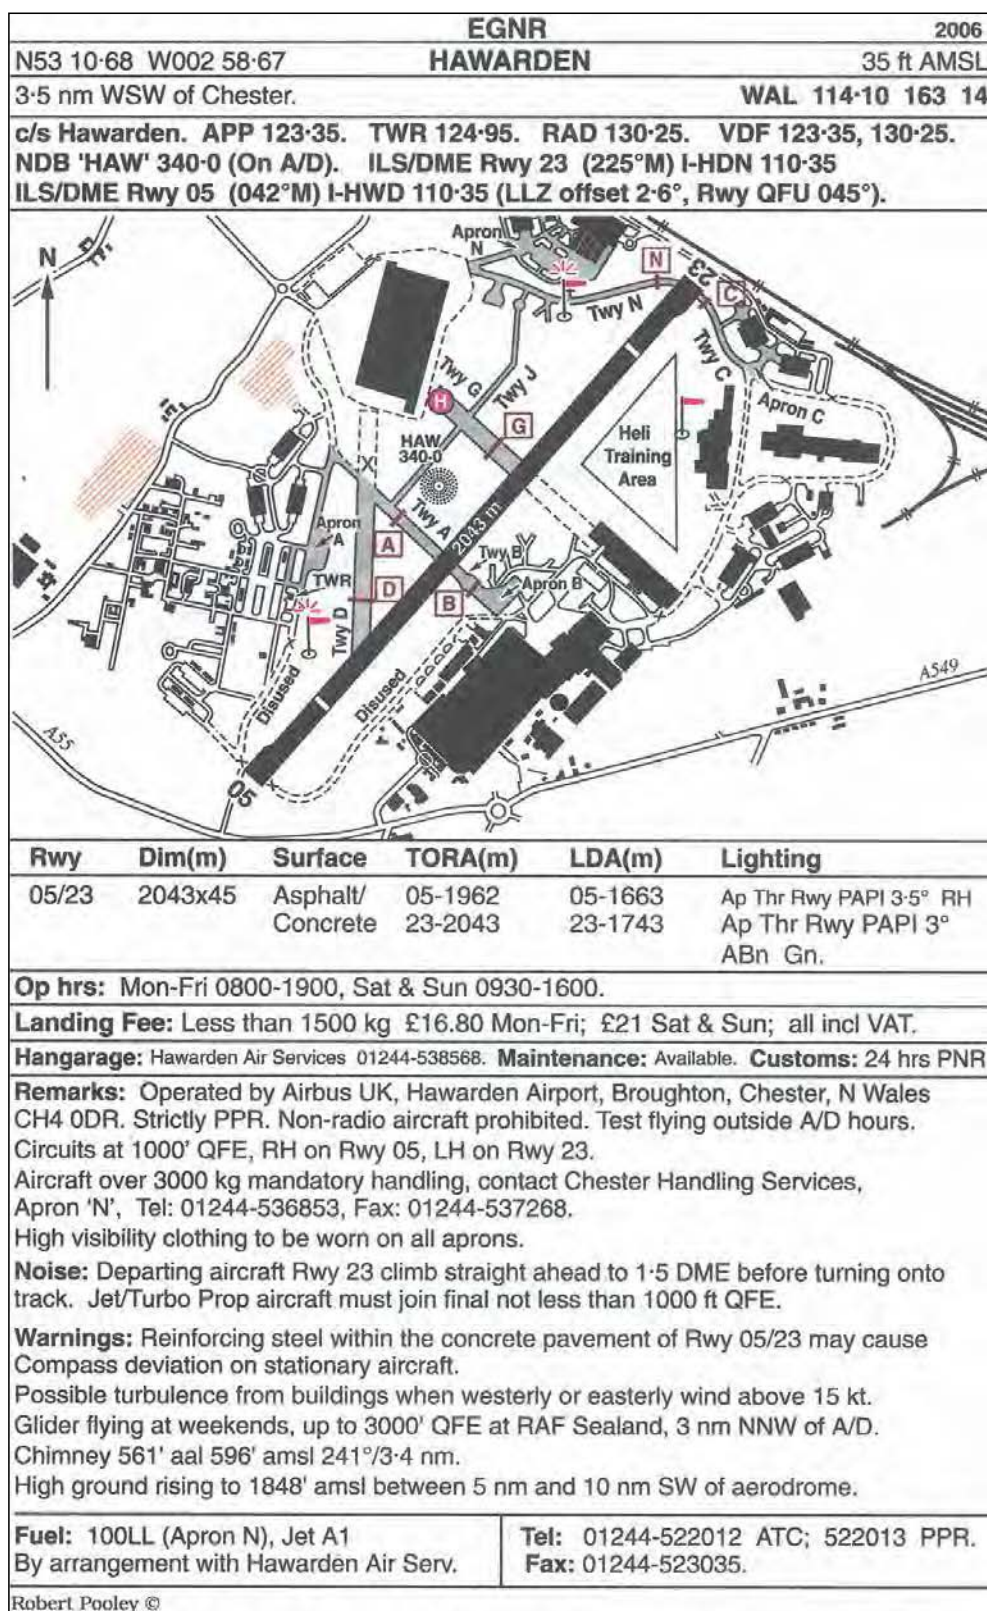 EGNR 2006
N53 10·68 W002 58·67 HAWARDEN 35 ft AMSL
3·5 nm WSW of Chester. WAL 114·10 163 14
c/s Hawarden. APP 123·35. TWR 124·95. RAD 130·25. VDF 123·35, 130·25.
NDB 'HAW' 340·0 (On A/D). ILS/DME Rwy 23 (225°M) I-HDN 110·35
ILS/DME Rwy 05 (042°M) I-HWD 110·35 (LLZ offset 2·6°, Rwy QFU 045°).
N
Apron
N
N
23
C
Twy N
Twy C
Twy G
Twy J
H
G
Apron C
HAW
340·0
Heli
Training
Area
Twy A
2043 m
Apron
A
A
Twy B
TWR
D
B
Apron B
Twy D
Disused
Disused
A549
A55
05
Rwy Dim(m) Surface TORA(m) LDA(m) Lighting
05/23 2043x45 Asphalt/ 05-1962 05-1663 Ap Thr Rwy PAPI 3·5° RH
Concrete 23-2043 23-1743 Ap Thr Rwy PAPI 3°
ABn Gn.
Op hrs: Mon-Fri 0800-1900, Sat & Sun 0930-1600.
Landing Fee: Less than 1500 kg £16.80 Mon-Fri; £21 Sat & Sun; all incl VAT.
Hangarage: Hawarden Air Services 01244-538568. Maintenance: Available. Customs: 24 hrs PNR
Remarks: Operated by Airbus UK, Hawarden Airport, Broughton, Chester, N Wales
CH4 0DR. Strictly PPR. Non-radio aircraft prohibited. Test flying outside A/D hours.
Circuits at 1000' QFE, RH on Rwy 05, LH on Rwy 23.
Aircraft over 3000 kg mandatory handling, contact Chester Handling Services,
Apron 'N', Tel: 01244-536853, Fax: 01244-537268.
High visibility clothing to be worn on all aprons.
Noise: Departing aircraft Rwy 23 climb straight ahead to 1·5 DME before turning onto
track. Jet/Turbo Prop aircraft must join final not less than 1000 ft QFE.
Warnings: Reinforcing steel within the concrete pavement of Rwy 05/23 may cause
Compass deviation on stationary aircraft.
Possible turbulence from buildings when westerly or easterly wind above 15 kt.
Glider flying at weekends, up to 3000' QFE at RAF Sealand, 3 nm NNW of A/D.
Chimney 561' aal 596' amsl 241°/3·4 nm.
High ground rising to 1848' amsl between 5 nm and 10 nm SW of aerodrome.
Fuel: 100LL (Apron N), Jet A1
By arrangement with Hawarden Air Serv.
Tel: 01244-522012 ATC; 522013 PPR.
Fax: 01244-523035.
Robert Pooley ©